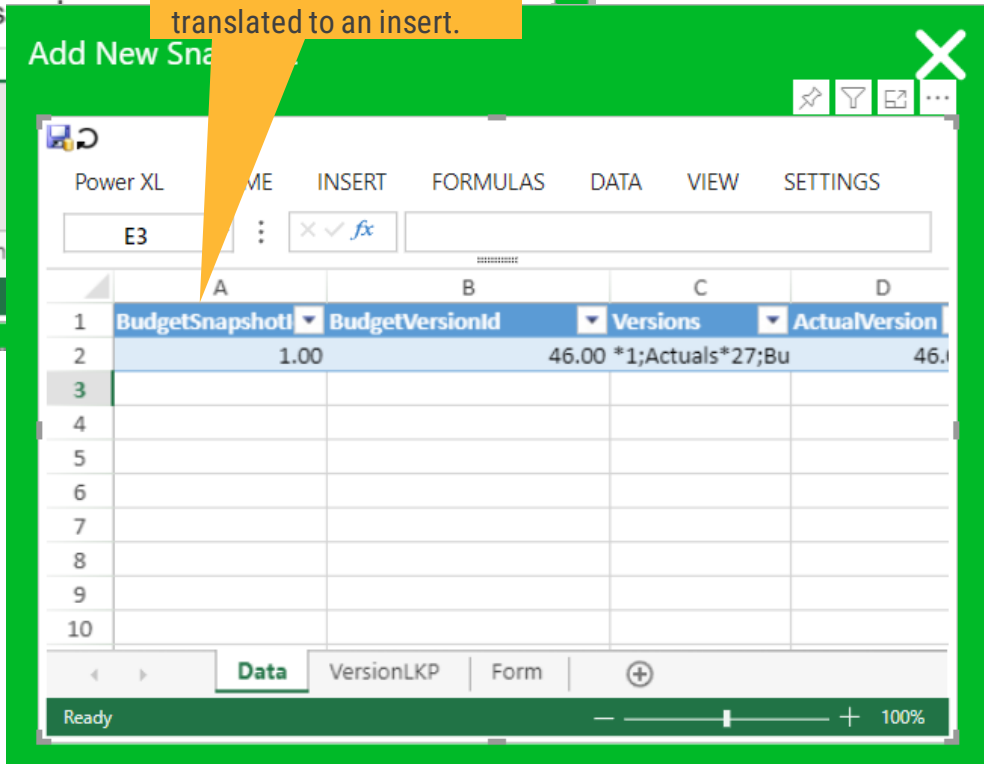 translated to an insert.
Add New
Power XL INSERT FORMULAS DATA VIEW SETTINGS
E3 fx
A B C D
1 BudgetSnapshotI BudgetVersionId Versions ActualVersion
2 1.00 46.00 *1;Actuals*27;Bu 46.
3
4
5
6
7
8
9
10
Data VersionLKP Form
Ready 100%